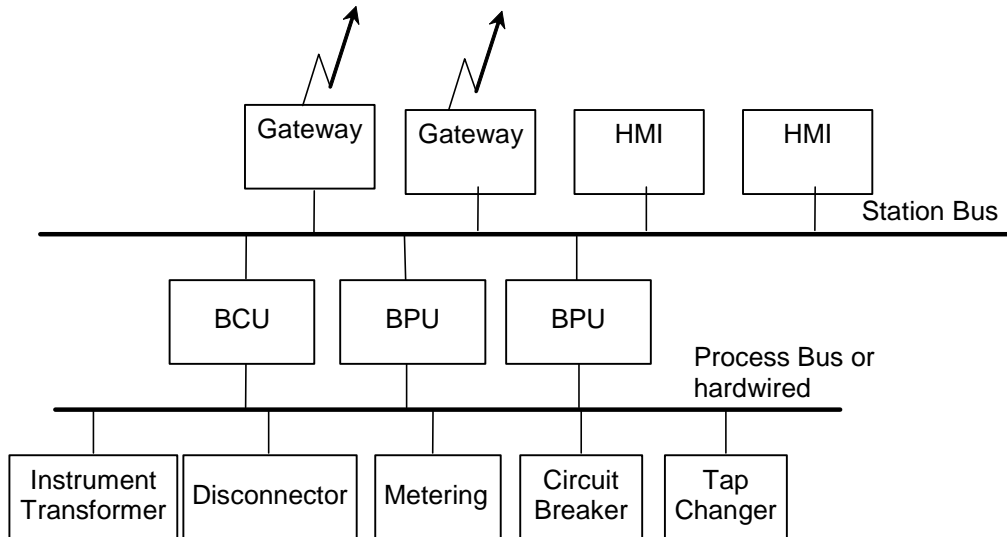 Gateway
Gateway
HMI
HMI
Station Bus
BCU
BPU
BPU
Process Bus or
hardwired
Instrument
Transformer
Disconnector
Metering
Circuit
Breaker
Tap
Changer